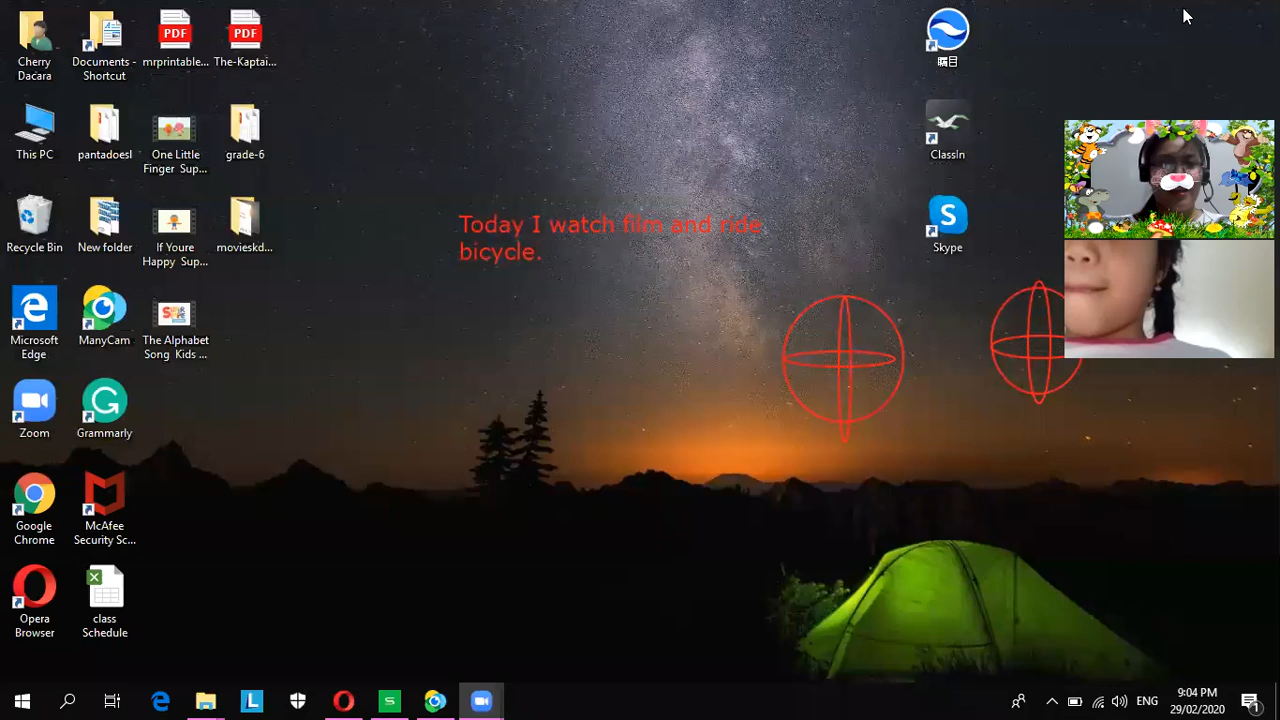 Cherry
Dacara
Documents -
Shortcut
mrprintable...
The-Kaptai...
PDF
PDF
This PC
pantadoesl
One Little
Finger Sup...
grade-6
Recycle Bin
New folder
If Youre
Happy Sup...
movieskd...
Microsoft
Edge
ManyCam
The Alphabet
Song Kids ...
Zoom
Grammarly
Google
Chrome
McAfee
Security Sc...
Opera
Browser
class
Schedule
ClassIn
Skype
Today I watch film and ride
bicycle.
ENG
9:04 PM
29/02/2020
1